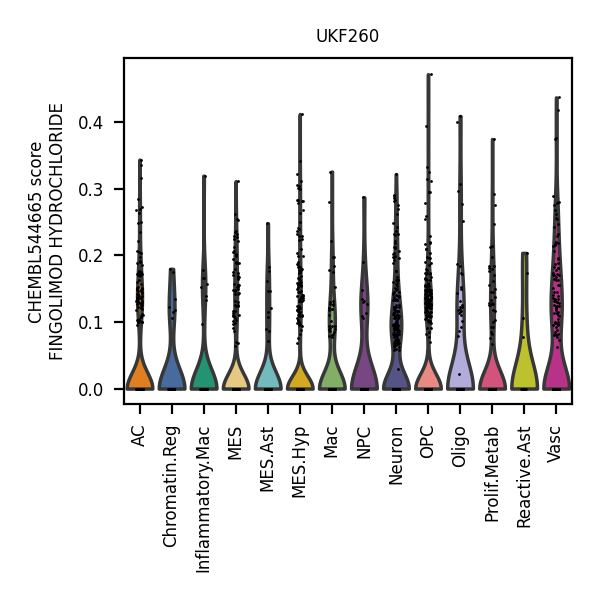 UKF260
CHEMBL544665 score
FINGOLIMOD HYDROCHLORIDE
0.4
0.3
0.2
0.1
0.0
AC
Chromatin.Reg
Inflammatory.Mac
MES
MES.Ast
MES.Hyp
Mac
NPC
Neuron
OPC
Oligo
Prolif.Metab
Reactive.Ast
Vasc